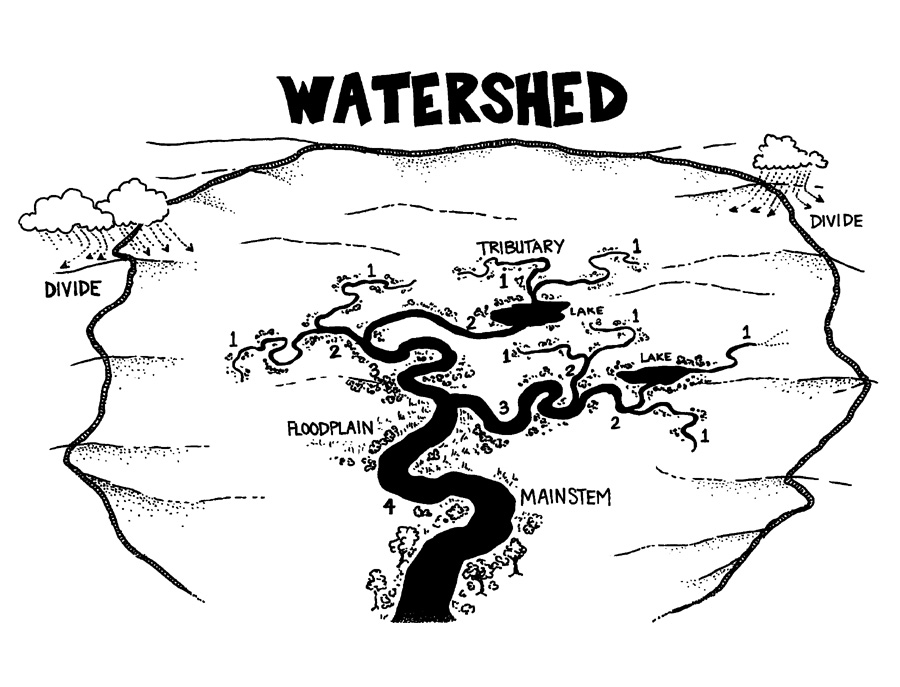 WATERSHED
DIVIDE
TRIBUTARY
1
1
1
DIVIDE
LAKE
2
1
1
1
2
1
LAKE
3
2
3
2
FLOODPLAIN
1
MAINSTEM
4